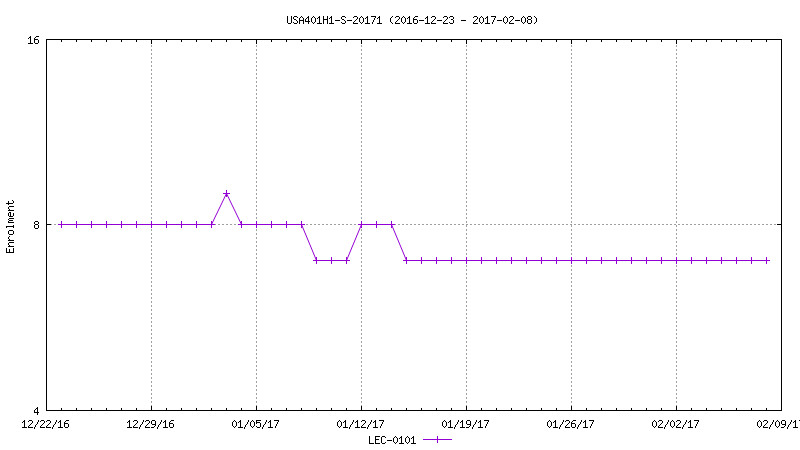 USA401H1-S-20171 (2016-12-23 - 2017-02-08)
16
8
4
Enrolment
12/22/16 12/29/16 01/05/17 01/12/17 01/19/17 01/26/17 02/02/17 02/09/1
LEC-0101